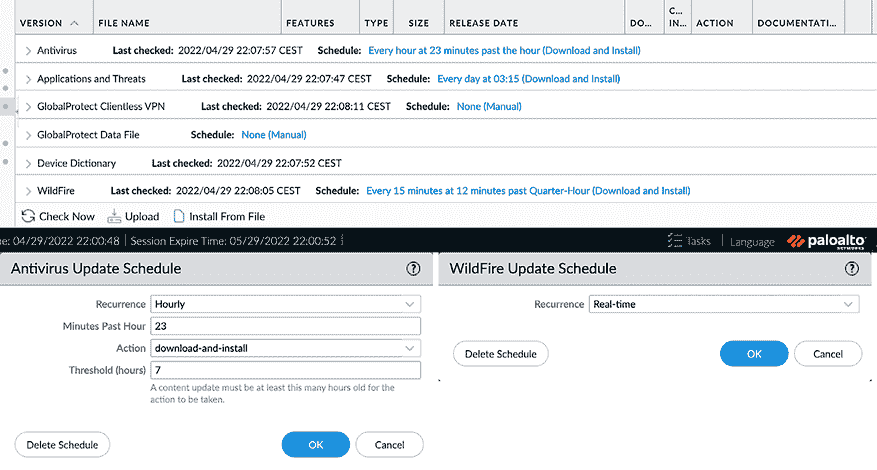 VERSION FILE NAME FEATURES TYPE SIZE RELEASE DATE DO... C... IN... ACTION DOCUMENTATI...
Antivirus Last checked: 2022/04/29 22:07:57 CEST Schedule: Every hour at 23 minutes past the hour (Download and Install)
Applications and Threats Last checked: 2022/04/29 22:07:47 CEST Schedule: Every day at 03:15 (Download and Install)
GlobalProtect Clientless VPN Last checked: 2022/04/29 22:08:11 CEST Schedule: None (Manual)
GlobalProtect Data File Schedule: None (Manual)
Device Dictionary Last checked: 2022/04/29 22:07:52 CEST
WildFire Last checked: 2022/04/29 22:08:05 CEST Schedule: Every 15 minutes at 12 minutes past Quarter-Hour (Download and Install)
Check Now Upload Install From File
e: 04/29/2022 22:00:48 | Session Expire Time: 05/29/2022 22:00:52 Tasks | Language paloalto NETWORKS
Antivirus Update Schedule
Recurrence Hourly
Minutes Past Hour 23
Action download-and-install
Threshold (hours) 7
A content update must be at least this many hours old for the
action to be taken.
Delete Schedule OK Cancel
WildFire Update Schedule
Recurrence Real-time
Delete Schedule OK Cancel